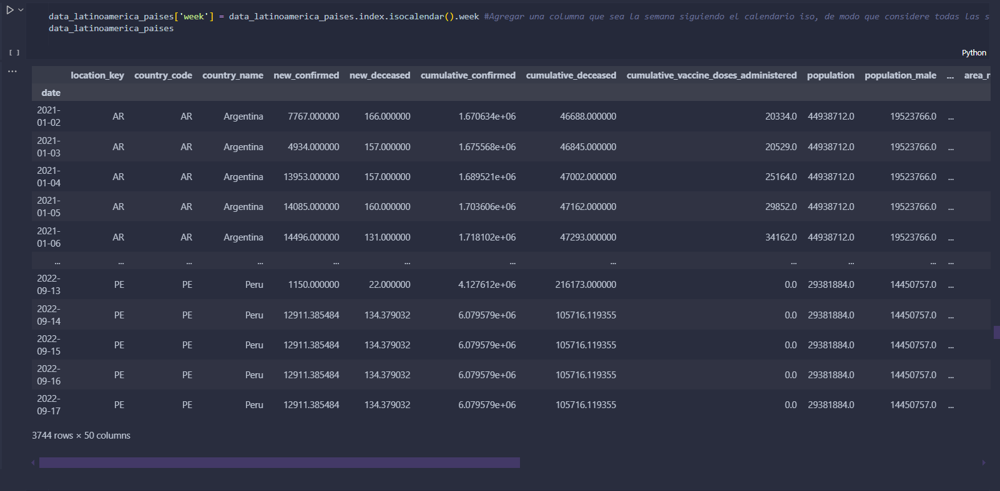 data_latinoamerica_paises['week'] = data_latinoamerica_paises.index.isocalendar().week #Agregar una columna que sea la semana siguiendo el calendario iso, de modo que considere todas las s
data_latinoamerica_paises
[ ]
Python
...
location_key country_code country_name new_confirmed new_deceased cumulative_confirmed cumulative_deceased cumulative_vaccine_doses_administered population population_male ... area_r
date
2021-01-02 AR AR Argentina 7767.000000 166.000000 1.670634e+06 46688.000000 20334.0 44938712.0 19523766.0 ...
2021-01-03 AR AR Argentina 4934.000000 157.000000 1.675568e+06 46845.000000 20529.0 44938712.0 19523766.0 ...
2021-01-04 AR AR Argentina 13953.000000 157.000000 1.689521e+06 47002.000000 25164.0 44938712.0 19523766.0 ...
2021-01-05 AR AR Argentina 14085.000000 160.000000 1.703606e+06 47162.000000 29852.0 44938712.0 19523766.0 ...
2021-01-06 AR AR Argentina 14496.000000 131.000000 1.718102e+06 47293.000000 34162.0 44938712.0 19523766.0 ...
... ... ... ... ... ... ... ... ... ... ... ...
2022-09-13 PE PE Peru 1150.000000 22.000000 4.127612e+06 216173.000000 0.0 29381884.0 14450757.0 ...
2022-09-14 PE PE Peru 12911.385484 134.379032 6.079579e+06 105716.119355 0.0 29381884.0 14450757.0 ...
2022-09-15 PE PE Peru 12911.385484 134.379032 6.079579e+06 105716.119355 0.0 29381884.0 14450757.0 ...
2022-09-16 PE PE Peru 12911.385484 134.379032 6.079579e+06 105716.119355 0.0 29381884.0 14450757.0 ...
2022-09-17 PE PE Peru 12911.385484 134.379032 6.079579e+06 105716.119355 0.0 29381884.0 14450757.0 ...
3744 rows × 50 columns